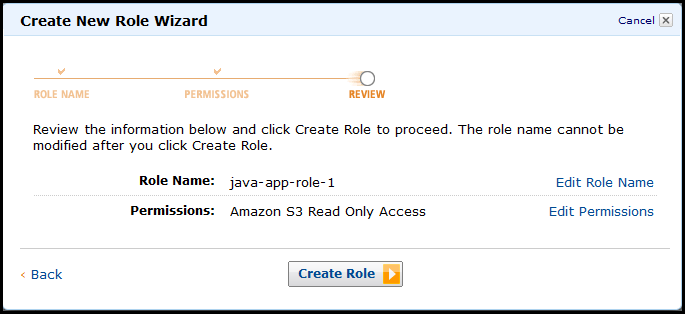 Create New Role Wizard
Cancel
ROLE NAME
PERMISSIONS
REVIEW
Review the information below and click Create Role to proceed. The role name cannot be
modified after you click Create Role.
Role Name: java-app-role-1 Edit Role Name
Permissions: Amazon S3 Read Only Access Edit Permissions
Back
Create Role